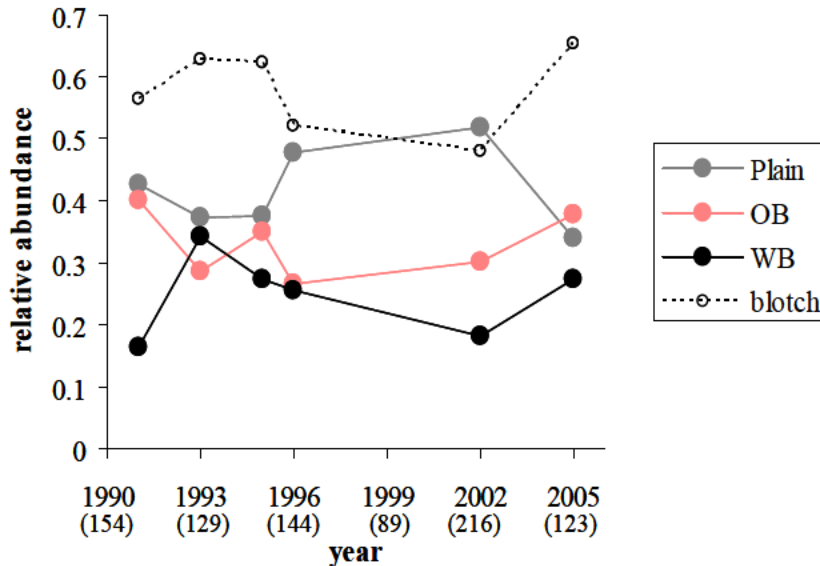 0.7
0.6
0.5
0.4
0.3
0.2
0.1
0
relative abundance
1990 1993 1996 1999 2002 2005
(154) (129) (144) (89) (216) (123)
year
Plain
OB
WB
blotch